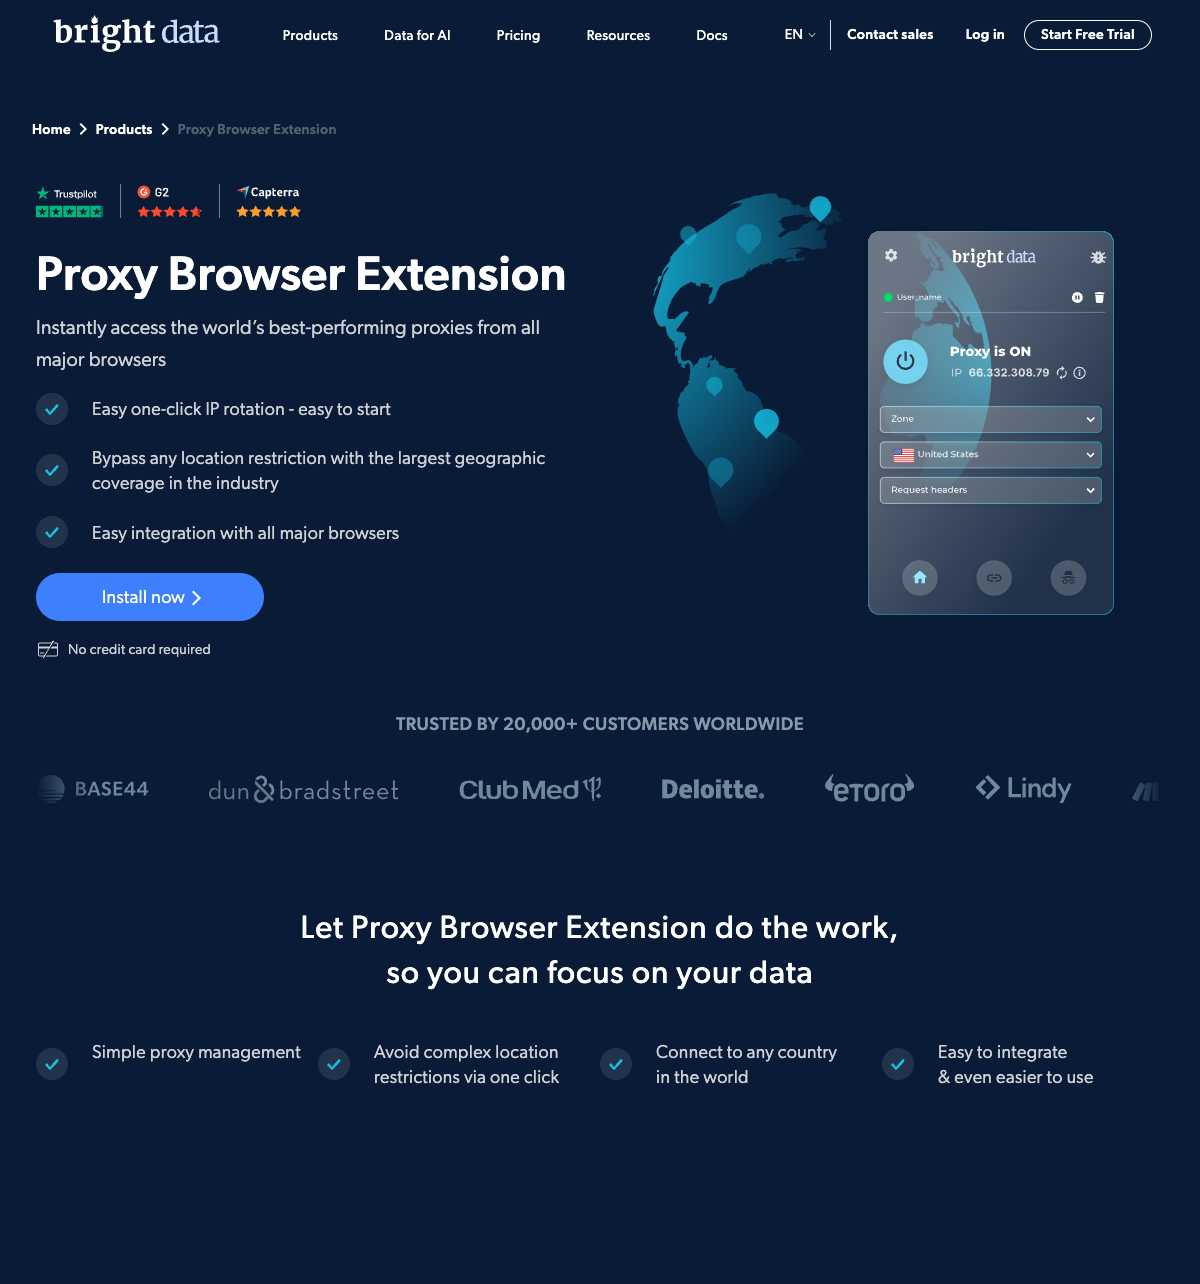 bright data
Products
Data for AI
Pricing
Resources
Docs
EN
Contact sales
Log in
Start Free Trial
Home
Products
Proxy Browser Extension
Trustpilot
G2
Capterra
Proxy Browser Extension
Instantly access the world's best-performing proxies from all
major browsers
Easy one-click IP rotation - easy to start
Bypass any location restriction with the largest geographic
coverage in the industry
Easy integration with all major browsers
Install now
No credit card required
bright data
User_name
Proxy is ON
IP 66.332.308.79
Zone
United States
Request headers
TRUSTED BY 20,000+ CUSTOMERS WORLDWIDE
BASE44
dun & bradstreet
Club Med
Deloitte.
eTORO
Lindy
Let Proxy Browser Extension do the work,
so you can focus on your data
Simple proxy management
Avoid complex location
restrictions via one click
Connect to any country
in the world
Easy to integrate
& even easier to use